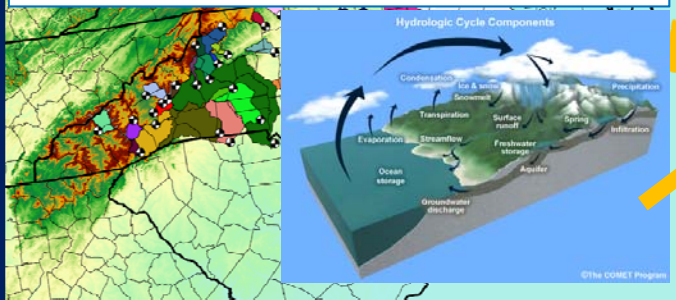 Hydrologic Cycle Components
Condensation
Ice & snow
Snowmelt
Precipitation
Transpiration
Surface
runoff
Spring
Infiltration
Evaporation
Streamflow
Freshwater
storage
Aquifer
Ocean
storage
Groundwater
discharge
©The COMET Program